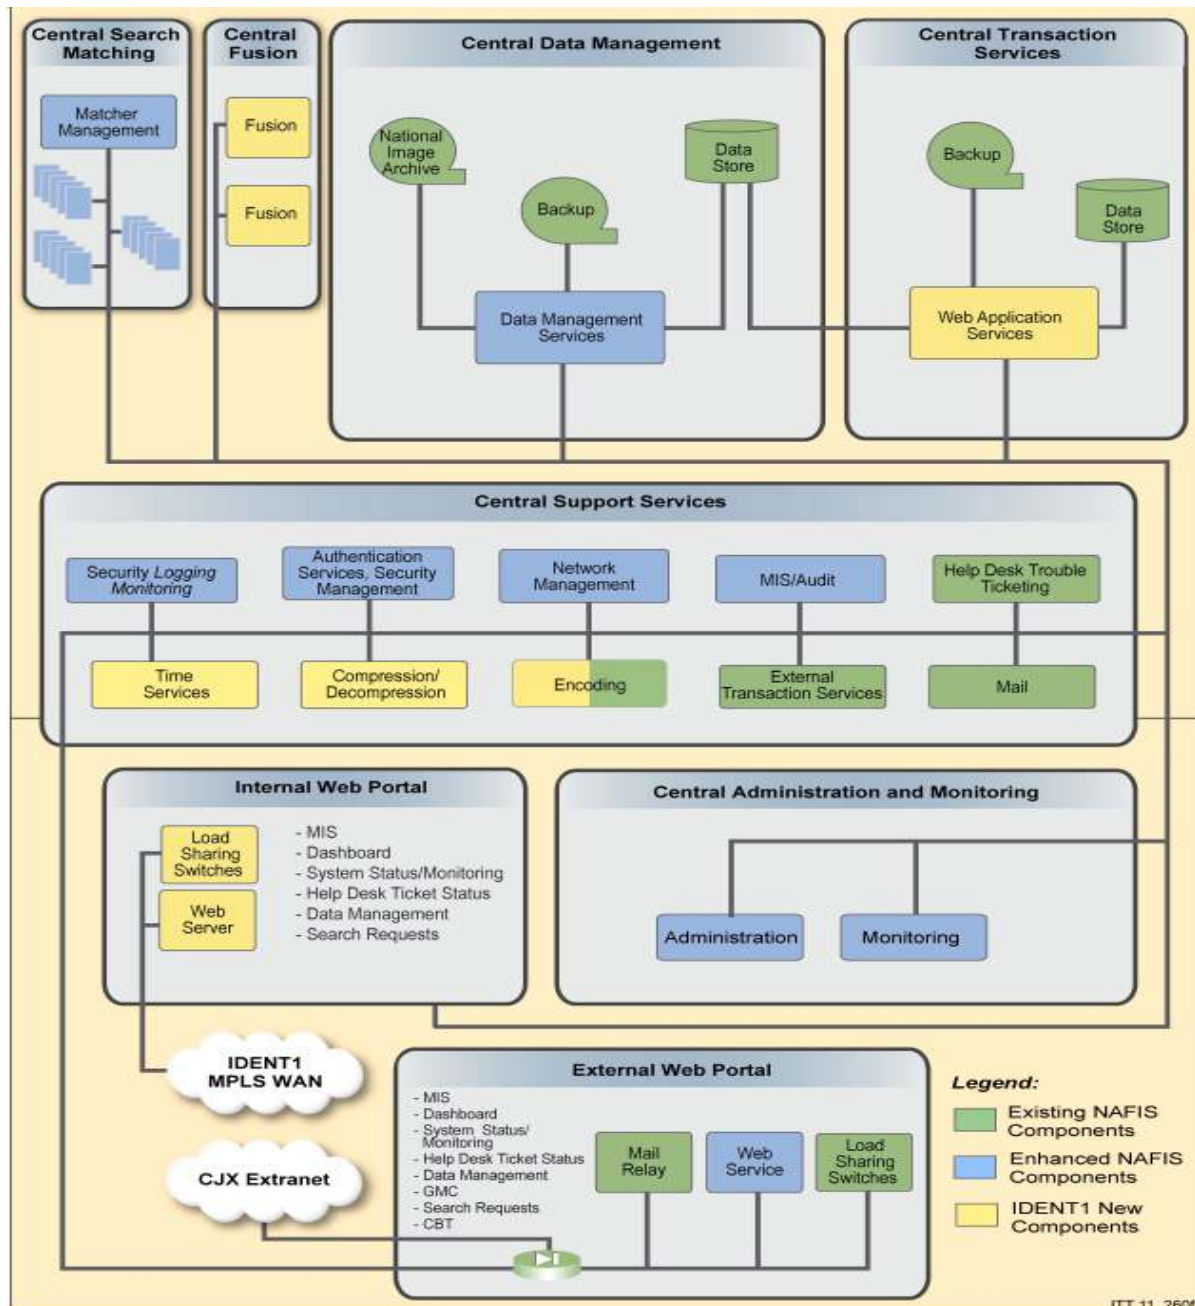 Central Search
Matching
Central
Fusion
Central Data Management
Central Transaction
Services
Matcher
Management
Fusion
Fusion
National
Image
Archive
Backup
Data
Store
Data Management
Services
Backup
Data
Store
Web Application
Services
Central Support Services
Security Logging
Monitoring
Authentication
Services, Security
Management
Network
Management
MIS/Audit
Help Desk Trouble
Ticketing
Time
Services
Compression/
Decompression
Encoding
External
Transaction Services
Mail
Internal Web Portal
Load
Sharing
Switches
Web
Server
- MIS
- Dashboard
- System Status/Monitoring
- Help Desk Ticket Status
- Data Management
- Search Requests
Central Administration and Monitoring
Administration
Monitoring
IDENT1
MPLS WAN
CJX Extranet
External Web Portal
- MIS
- Dashboard
- System Status/
Monitoring
- Help Desk Ticket Status
- Data Management
- GMC
- Search Requests
- CBT
Mail
Relay
Web
Service
Load
Sharing
Switches
Legend:
Existing NAFIS
Components
Enhanced NAFIS
Components
IDENT1 New
Components